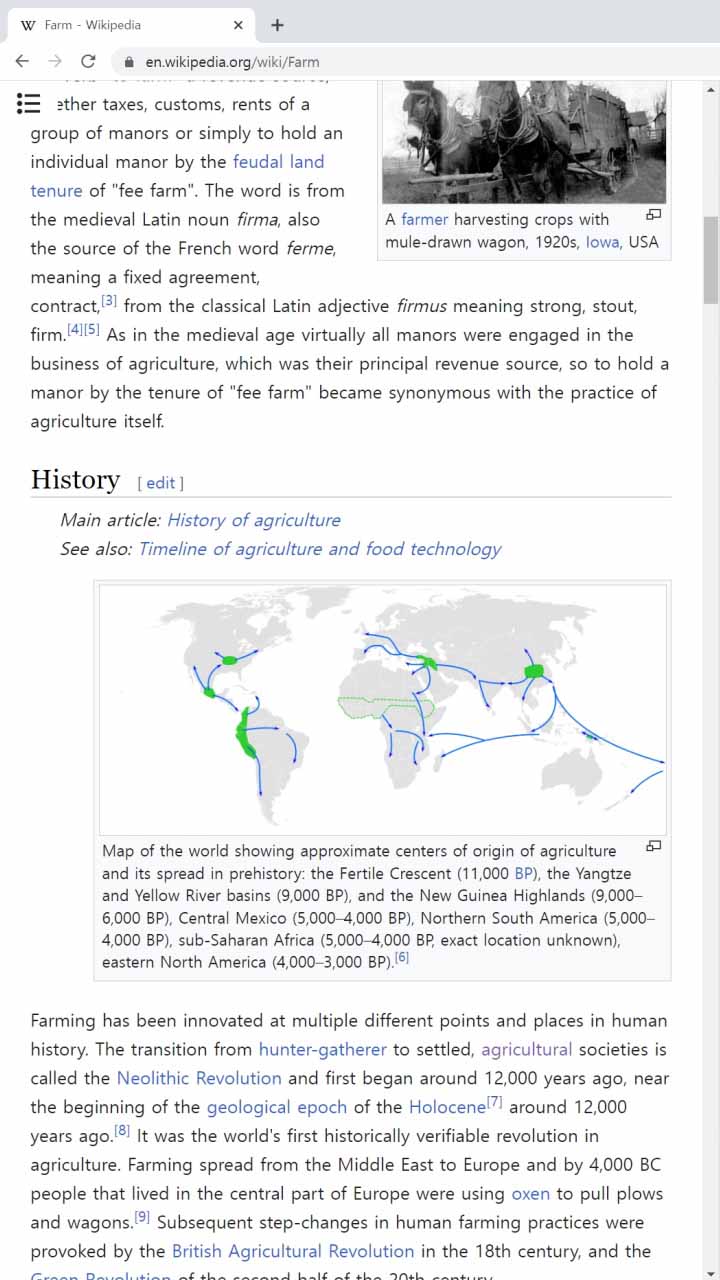 Farm - Wikipedia
en.wikipedia.org/wiki/Farm
ether taxes, customs, rents of a
group of manors or simply to hold an
individual manor by the feudal land
tenure of "fee farm". The word is from
the medieval Latin noun firma, also
the source of the French word ferme,
meaning a fixed agreement,
contract,[3] from the classical Latin adjective firmus meaning strong, stout,
firm.[4][5] As in the medieval age virtually all manors were engaged in the
business of agriculture, which was their principal revenue source, so to hold a
manor by the tenure of "fee farm" became synonymous with the practice of
agriculture itself.
A farmer harvesting crops with
mule-drawn wagon, 1920s, Iowa, USA
History [ edit ]
Main article: History of agriculture
See also: Timeline of agriculture and food technology
Map of the world showing approximate centers of origin of agriculture
and its spread in prehistory: the Fertile Crescent (11,000 BP), the Yangtze
and Yellow River basins (9,000 BP), and the New Guinea Highlands (9,000–
6,000 BP), Central Mexico (5,000–4,000 BP), Northern South America (5,000–
4,000 BP), sub-Saharan Africa (5,000–4,000 BP, exact location unknown),
eastern North America (4,000–3,000 BP).[6]
Farming has been innovated at multiple different points and places in human
history. The transition from hunter-gatherer to settled, agricultural societies is
called the Neolithic Revolution and first began around 12,000 years ago, near
the beginning of the geological epoch of the Holocene[7] around 12,000
years ago.[8] It was the world's first historically verifiable revolution in
agriculture. Farming spread from the Middle East to Europe and by 4,000 BC
people that lived in the central part of Europe were using oxen to pull plows
and wagons.[9] Subsequent step-changes in human farming practices were
provoked by the British Agricultural Revolution in the 18th century, and the
Green Revolution of the second half of the 20th century.